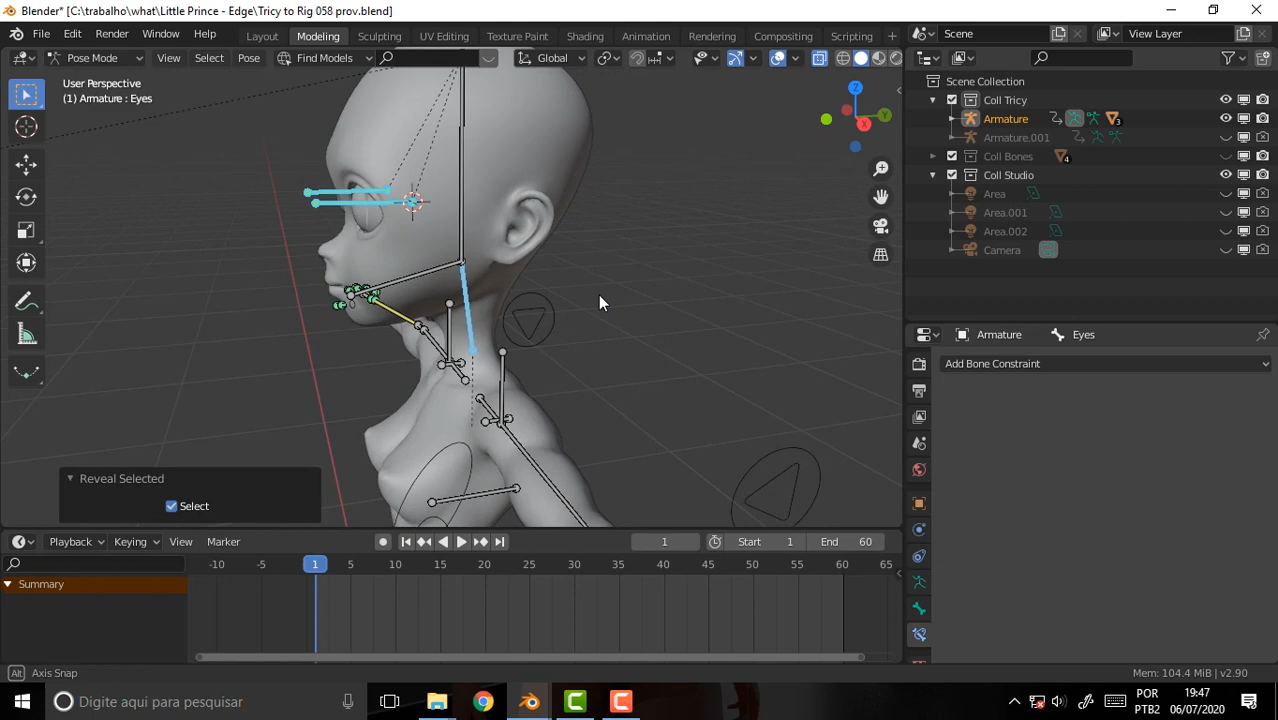 Blender* [C:\trabalho\what\Little Prince - Edge\Tricy to Rig 058 prov.blend]
File Edit Render Window Help Layout Modeling Sculpting UV Editing Texture Paint Shading Animation Rendering Compositing Scripting + Scene View Layer
Pose Mode View Select Pose Find Models Global
User Perspective
(1) Armature : Eyes
Z
Y
X
Scene Collection
Coll Tricy
Armature
3
Armature.001
Coll Bones
4
Coll Studio
Area
Area.001
Area.002
Camera
Armature Eyes
Add Bone Constraint
Reveal Selected
Select
Playback Keying View Marker 1 Start 1 End 60
-10 -5 1 5 10 15 20 25 30 35 40 45 50 55 60 65
Summary
Alt Axis Snap Mem: 104.4 MiB | v2.90
Digite aqui para pesquisar
POR
PTB2
19:47
06/07/2020